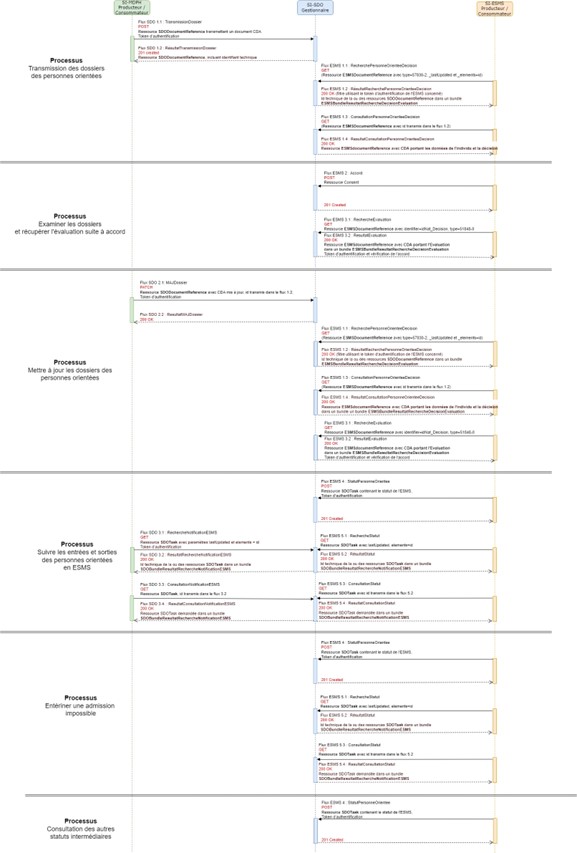 SI-MDPH
Producteur /
Consommateur
SI-SDO
Gestionnaire
SI-ESMS
Producteur /
Consommateur
Processus
Transmission des dossiers
des personnes orientées
Flux SDO 1.1 : TransmissionDossier
POST
Ressource SDODocumentReference transmettant un document CDA
Token d'authentification
Flux SDO 1.2 : ResultatTransmissionDossier
201 created
Ressource SDODocumentReference, incluant identifiant technique
Flux ESMS 1.1 : RecherchePersonneOrienteeDecision
GET
(Ressource ESMSDocumentReference avec type=57830-2, _lastUpdated et _elements=id)
Flux ESMS 1.2 : ResultatRecherchePersonneOrienteeDecision
200 OK (filtre utilisant le token d'authentification de l'ESMS concerné)
Id technique de la ou des ressources SDODocumentReference dans un bundle
ESMSBundleResultatRechercheDecisionEvaluation
Flux ESMS 1.3 : ConsultationPersonneOrienteeDecision
GET
(Ressource ESMSDocumentReference avec id transmis dans le flux 1.2)
Flux ESMS 1.4 : ResultatConsultationPersonneOrienteeDecision
200 OK
Ressource ESMSDocumentReference avec CDA portant les données de l'individu et la décision
Processus
Examiner les dossiers
et récupérer l'évaluation suite à accord
Flux ESMS 2 : Accord
POST
Ressource Consent
201 Created
Flux ESMS 3.1 : RechercheEvaluation
GET
Ressource ESMSDocumentReference avec identifier=idNat_Decision, type=51848-0
Flux ESMS 3.2 : ResultatEvaluation
200 OK
Ressource ESMSDocumentReference avec CDA portant l'Evaluation
dans un bundle ESMSBundleResultatRechercheDecisionEvaluation
Token d'authentification et vérification de l'accord
Processus
Mettre à jour les dossiers des
personnes orientées
Flux SDO 2.1: MAJDossier
PATCH
Ressource SDODocumentReference avec CDA mis à jour, id transmis dans le flux 1.2.
Token d'authentification
Flux SDO 2.2 : ResultatMAJDossier
200 OK
Flux ESMS 1.1 : RecherchePersonneOrienteeDecision
GET
(Ressource ESMSDocumentReference avec type=57830-2, _lastUpdated et _elements=id)
Flux ESMS 1.2 : ResultatRecherchePersonneOrienteeDecision
200 OK (filtre utilisant le token d'authentification de l'ESMS concerné)
Id technique de la ou des ressources SDODocumentReference dans un bundle
ESMSBundleResultatRechercheDecisionEvaluation
Flux ESMS 1.3 : ConsultationPersonneOrienteeDecision
GET
(Ressource ESMSDocumentReference avec id transmis dans le flux 1.2)
Flux ESMS 1.4 : ResultatConsultationPersonneOrienteeDecision
200 OK
Ressource ESMSDocumentReference avec CDA portant les données de l'individu et la décision
dans un bundle un bundle ESMSBundleResultatRechercheDecisionEvaluation
Flux ESMS 3.1 : RechercheEvaluation
GET
Ressource ESMSDocumentReference avec identifier=idNat_Decision, type=51848-0
Flux ESMS 3.2 : ResultatEvaluation
200 OK
Ressource ESMSDocumentReference avec CDA portant l'Evaluation
dans un bundle ESMSBundleResultatRechercheDecisionEvaluation
Token d'authentification et vérification de l'accord
Processus
Suivre les entrées et sorties
des personnes orientées
en ESMS
Flux ESMS 4 : StatutPersonneOrientee
POST
Ressource SDOTask contenant le statut de l'ESMS,
Token d'authentification
201 Created
Flux SDO 3.1 : RechercheNotificationESMS
GET
Ressource SDOTask avec paramètres lastUpdated et elements = id
Token d'authentification
Flux SDO 3.2 : ResultatRechercheNotificationESMS
200 OK
Id technique de la ou des ressources SDOTask dans un bundle
SDOBundleResultatRechercheNotificationESMS
Flux ESMS 5.1 : RechercheStatut
GET
Ressource SDOTask avec lastUpdated, elements=id
Flux ESMS 5.2 : RésultatStatut
200 OK
Id technique de la ou des ressources SDOTask dans un bundle
SDOBundleResultatRechercheNotificationESMS
Flux SDO 3.3 : ConsultationNotificationESMS
GET
Ressource SDOTask, id transmis dans le flux 3.2
Flux SDO 3.4 : ResultatConsultationNotificationESMS
200 OK
Ressource SDOTask demandée dans un bundle
SDOBundleResultatRechercheNotificationESMS
Flux ESMS 5.3 : ConsultationStatut
GET
Ressource SDOTask avec id transmis dans le flux 5.2
Flux ESMS 5.4 : ResultatConsultationStatut
200 OK
Ressource SDOTask demandée dans un bundle
SDOBundleResultatRechercheNotificationESMS
Processus
Entériner une admission
impossible
Flux ESMS 4 : StatutPersonneOrientee
POST
Ressource SDOTask contenant le statut de l'ESMS,
Token d'authentification
201 Created
Flux ESMS 5.1 : RechercheStatut
GET
Ressource SDOTask avec lastUpdated, elements=id
Flux ESMS 5.2 : RésultatStatut
200 OK
Id technique de la ou des ressources SDOTask dans un bundle
SDOBundleResultatRechercheNotificationESMS
Flux ESMS 5.3 : ConsultationStatut
GET
Ressource SDOTask avec id transmis dans le flux 5.2
Flux ESMS 5.4 : ResultatConsultationStatut
200 OK
Ressource SDOTask demandée dans un bundle
SDOBundleResultatRechercheNotificationESMS
Processus
Consultation des autres
statuts intermédiaires
Flux ESMS 4 : StatutPersonneOrientee
POST
Ressource SDOTask contenant le statut de l'ESMS,
Token d'authentification
201 Created